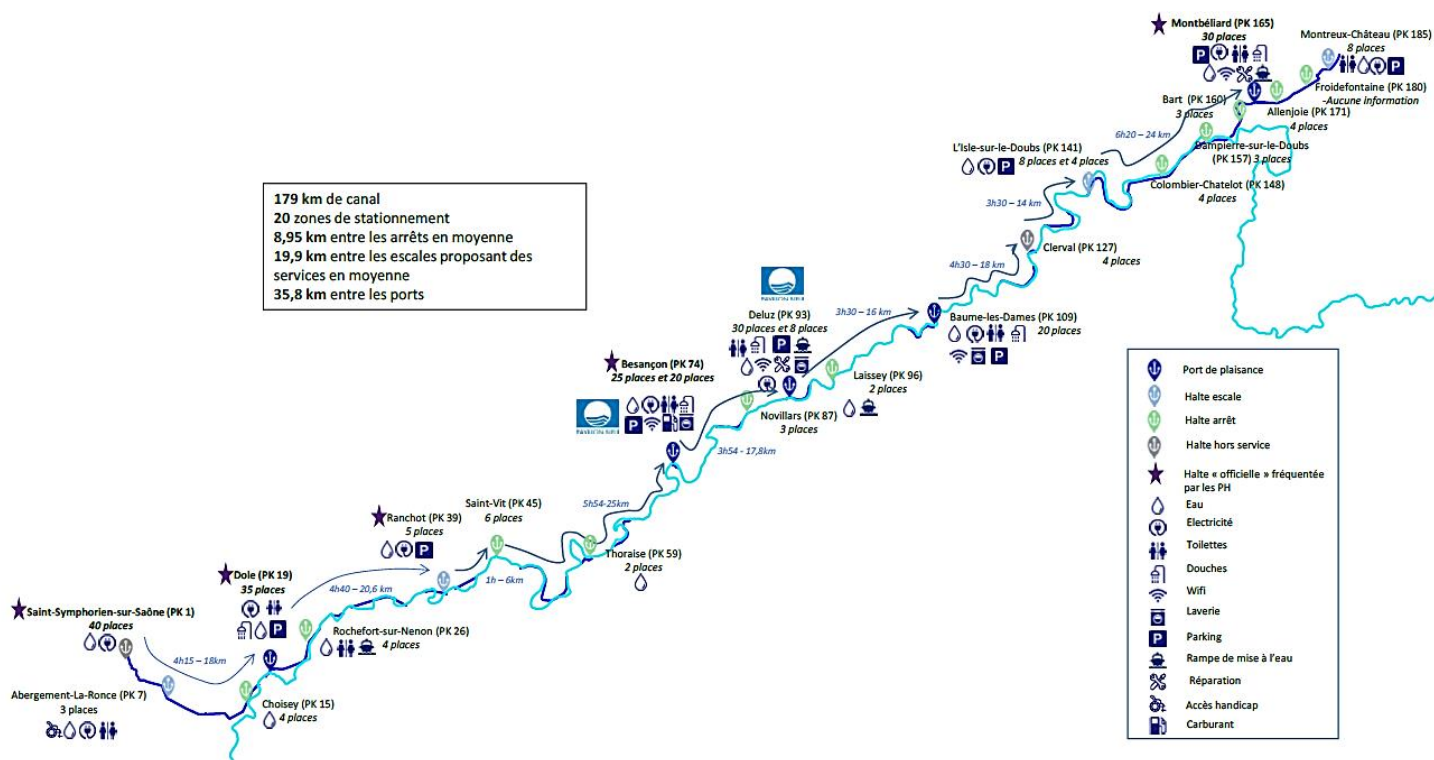 Montbéliard (PK 165)
30 places
Montreux-Château (PK 185)
8 places
Froidefontaine (PK 180)
-Aucune Information
Bart (PK 160)
3 places
Allenjoie (PK 171)
4 places
6h20 – 24 km
Dampierre-sur-le-Doubs
(PK 157) 3 places
L'Isle-sur-le-Doubs (PK 141)
8 places et 4 places
Colombier-Chatelot (PK 148)
4 places
179 km de canal
20 zones de stationnement
8,95 km entre les arrêts en moyenne
19,9 km entre les escales proposant des
services en moyenne
35,8 km entre les ports
3h30 – 14 km
Clerval (PK 127)
4 places
4h30 – 18 km
Deluz (PK 93)
30 places et 8 places
3h30 – 16 km
Baume-les-Dames (PK 109)
20 places
Besançon (PK 74)
25 places et 20 places
Laissey (PK 96)
2 places
Novillars (PK 87)
3 places
3h54 - 17,8km
Saint-Vit (PK 45)
6 places
5h54-25km
Ranchot (PK 39)
5 places
Thoraise (PK 59)
2 places
1h – 6km
Dole (PK 19)
35 places
4h40 – 20,6 km
Saint-Symphorien-sur-Saône (PK 1)
40 places
Rochefort-sur-Nenon (PK 26)
4 places
4h15 – 18km
Abergement-La-Ronce (PK 7)
3 places
Choisey (PK 15)
4 places
Port de plaisance
Halte escale
Halte arrêt
Halte hors service
Halte « officielle » fréquentée
par les PH
Eau
Electricité
Toilettes
Douches
Wifi
Laverie
P Parking
Rampe de mise à l'eau
Réparation
Accès handicap
Carburant